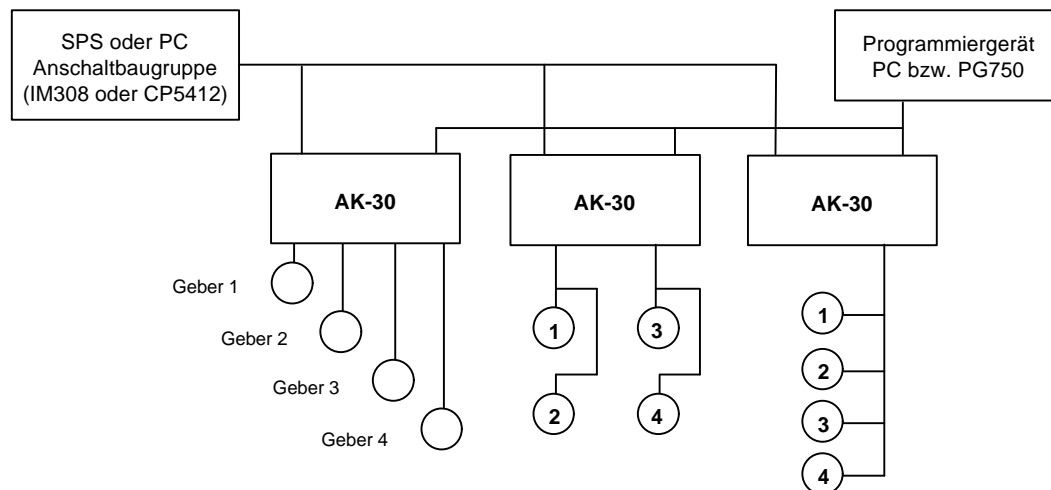 SPS oder PC
Anschaltbaugruppe
(IM308 oder CP5412)
Programmiergerät
PC bzw. PG750
AK-30
AK-30
AK-30
Geber 1
Geber 2
Geber 3
Geber 4
1
3
2
4
1
2
3
4